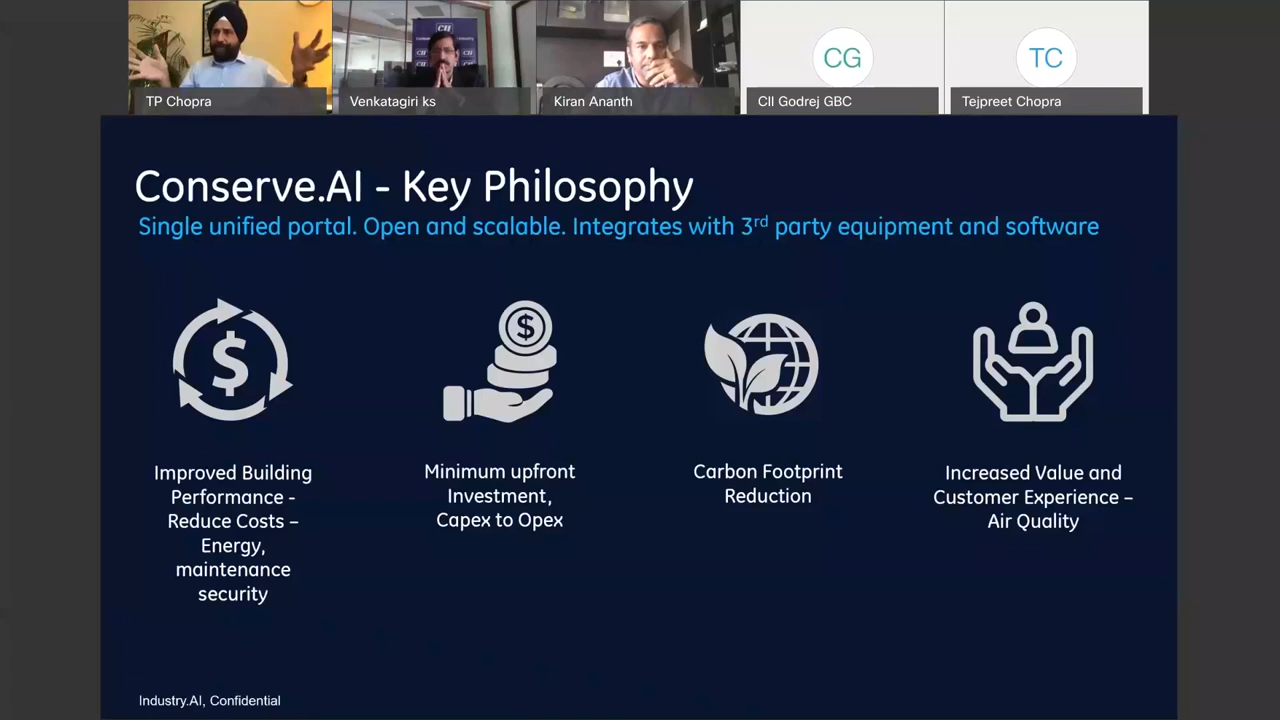 CII
TP Chopra
Venkatagiri ks
Kiran Ananth
CG
CII Godrej GBC
TC
Tejpreet Chopra
Conserve.AI - Key Philosophy
Single unified portal. Open and scalable. Integrates with 3rd party equipment and software
$
$
Improved Building
Performance -
Reduce Costs –
Energy,
maintenance
security
Minimum upfront
Investment,
Capex to Opex
Carbon Footprint
Reduction
Increased Value and
Customer Experience –
Air Quality
Industry.AI, Confidential